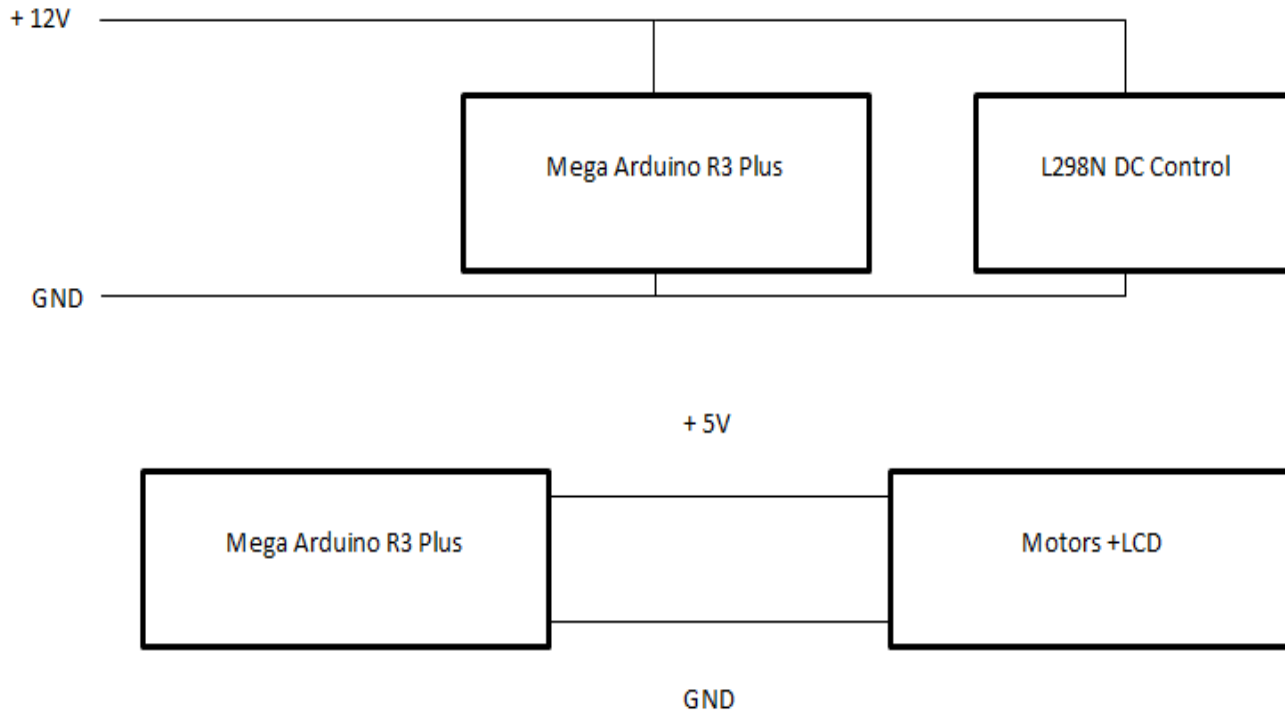 + 12V
Mega Arduino R3 Plus
L298N DC Control
GND
+ 5V
Mega Arduino R3 Plus
Motors +LCD
GND